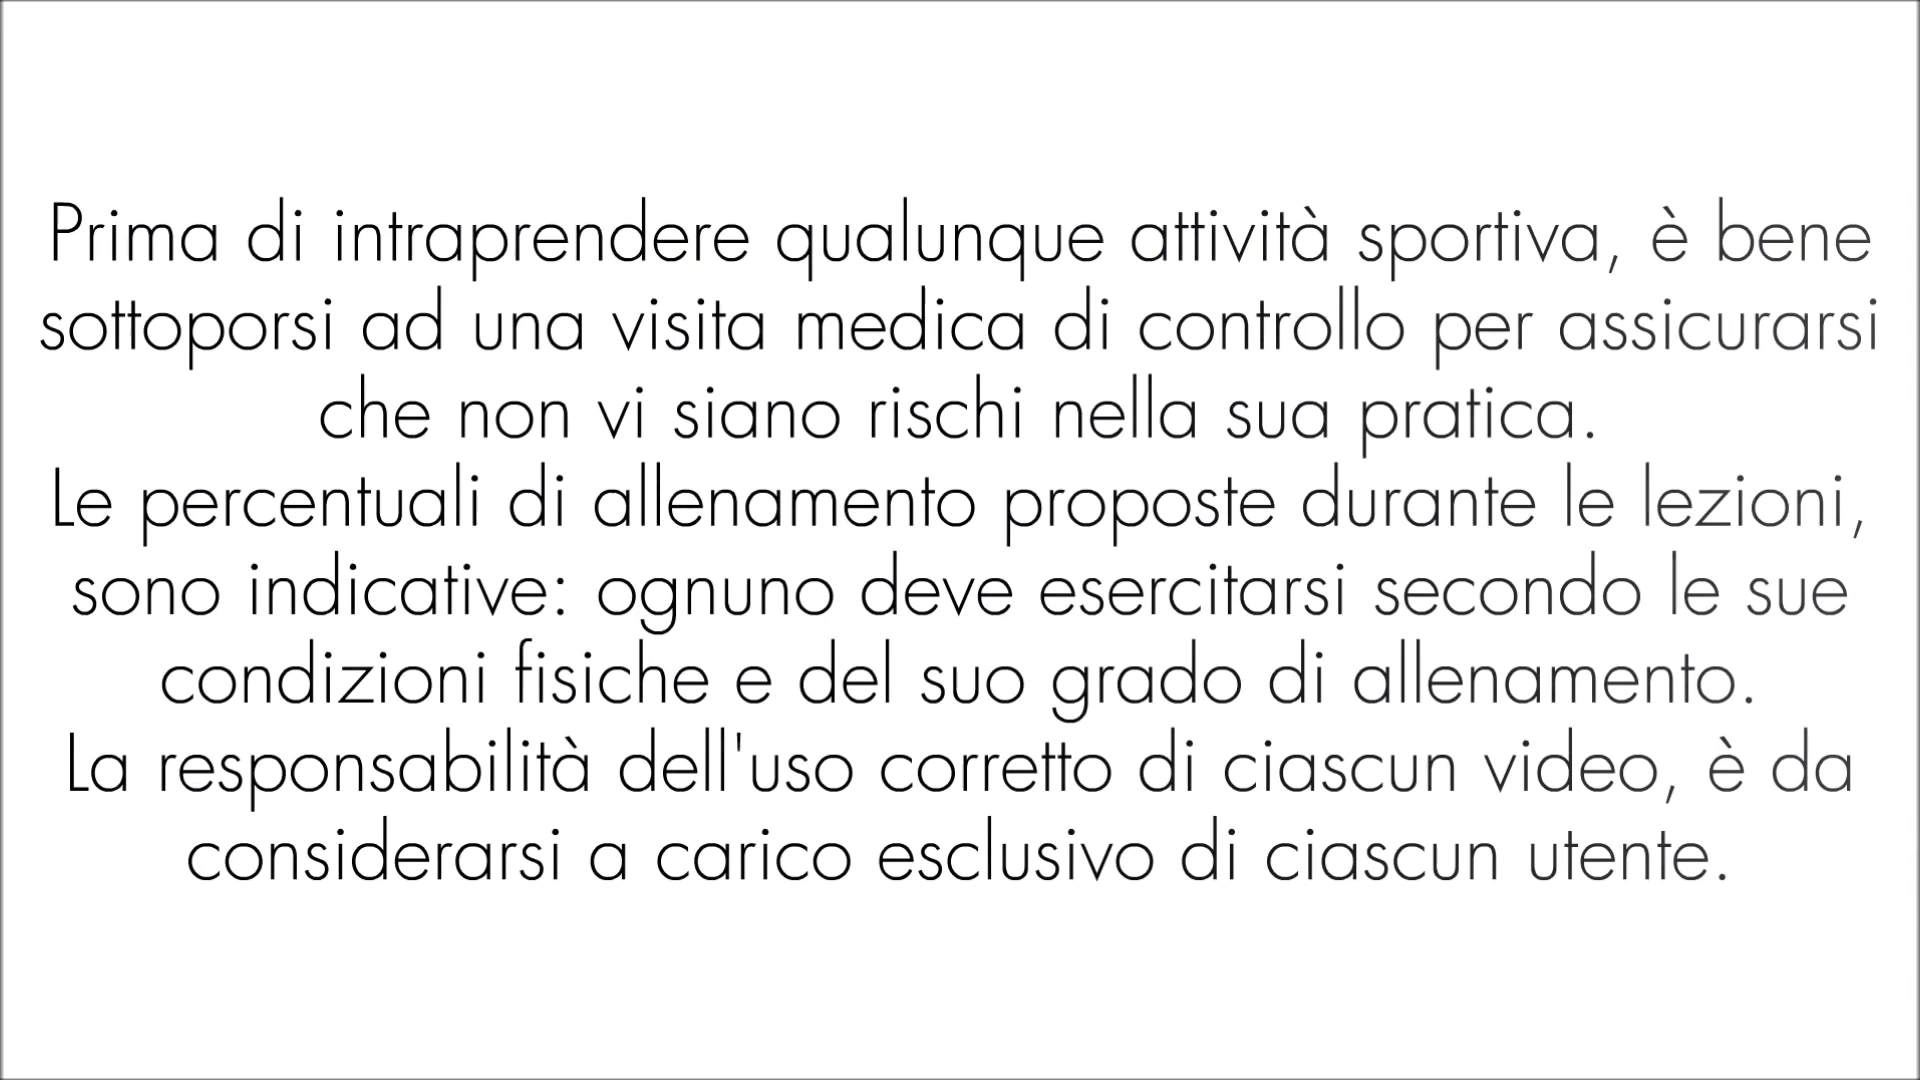 Prima di intraprendere qualunque attività sportiva, è bene
sottoporsi ad una visita medica di controllo per assicurarsi
che non vi siano rischi nella sua pratica.
Le percentuali di allenamento proposte durante le lezioni,
sono indicative: ognuno deve esercitarsi secondo le sue
condizioni fisiche e del suo grado di allenamento.
La responsabilità dell'uso corretto di ciascun video, è da
considerarsi a carico esclusivo di ciascun utente.